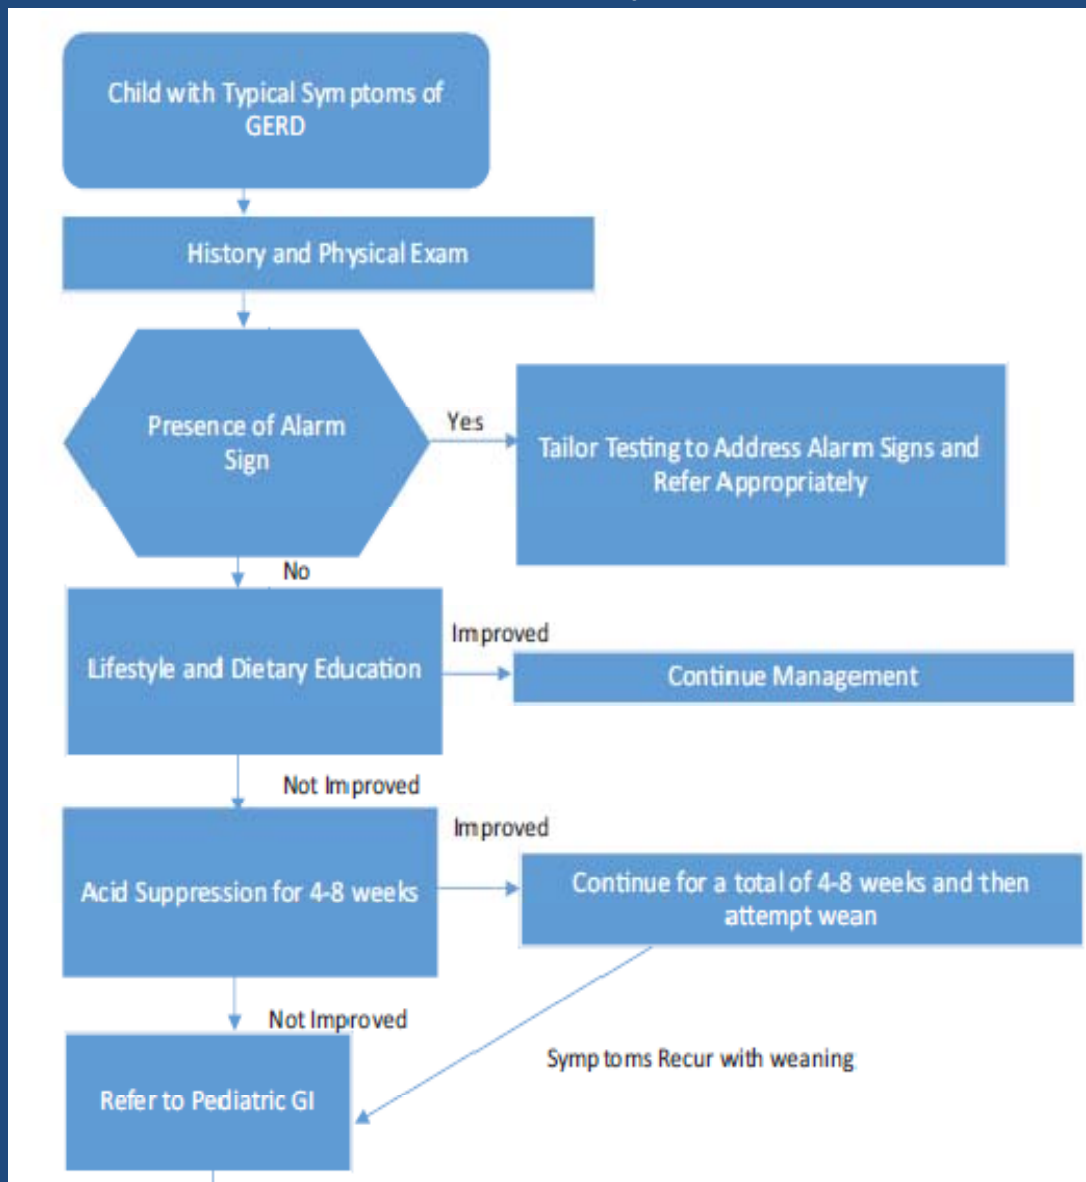 Child with Typical Symptoms of
GERD
History and Physical Exam
Presence of Alarm
Sign
Yes
Tailor Testing to Address Alarm Signs and
Refer Appropriately
No
Lifestyle and Dietary Education
Improved
Continue Management
Not Improved
Improved
Acid Suppression for 4-8 weeks
Continue for a total of 4-8 weeks and then
attempt wean
Not Improved
Symptoms Recur with weaning
Refer to Pediatric GI